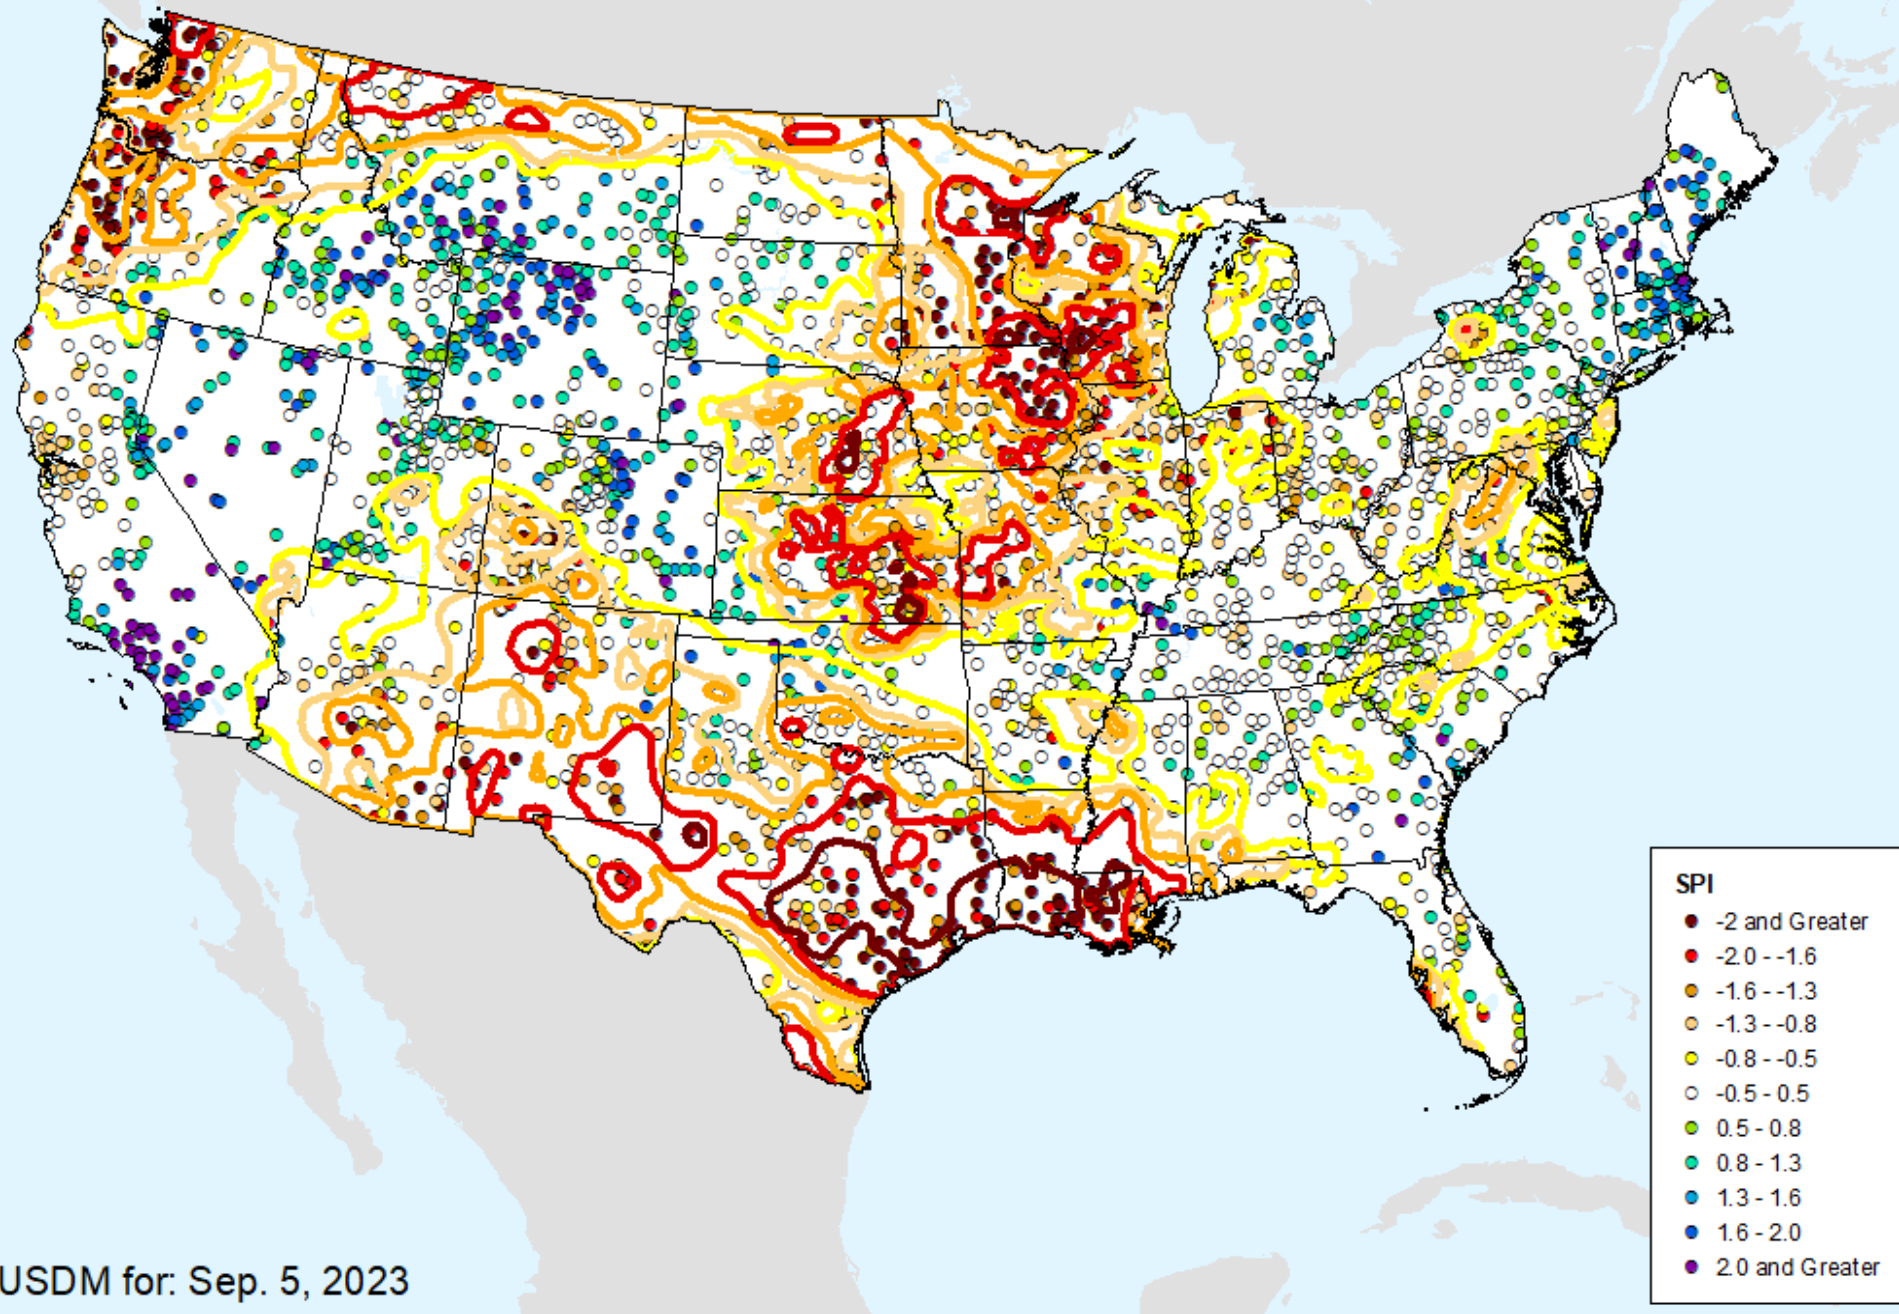 SPI
-2 and Greater
-2.0 - -1.6
-1.6 - -1.3
-1.3 - -0.8
-0.8 - -0.5
-0.5 - 0.5
0.5 - 0.8
0.8 - 1.3
1.3 - 1.6
1.6 - 2.0
2.0 and Greater
USDM for: Sep. 5, 2023